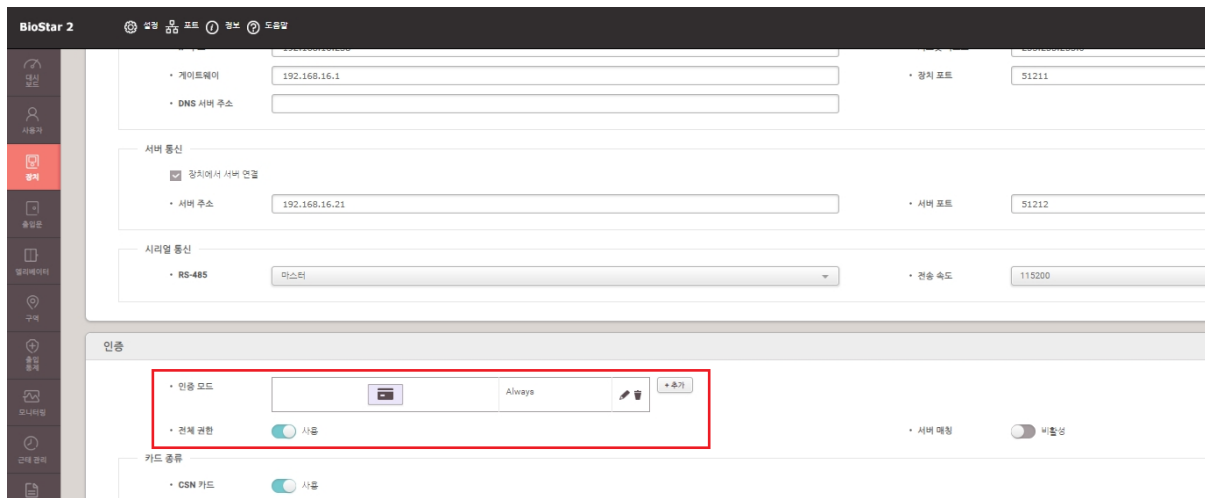 BioStar 2
설정 포트 정보 도움말
대시
보드
사용자
장치
출입문
엘리베이터
구역
출입
통제
모니터링
근태 관리
• 게이트웨이 192.168.16.1 • 장치 포트 51211
• DNS 서버 주소
서버 통신
장치에서 서버 연결
• 서버 주소 192.168.16.21 • 서버 포트 51212
시리얼 통신
• RS-485 마스터 • 전송 속도 115200
인증
• 인증 모드 Always +추가
• 전체 권한 사용 • 서버 매칭 비활성
카드 종류
• CSN 카드 사용